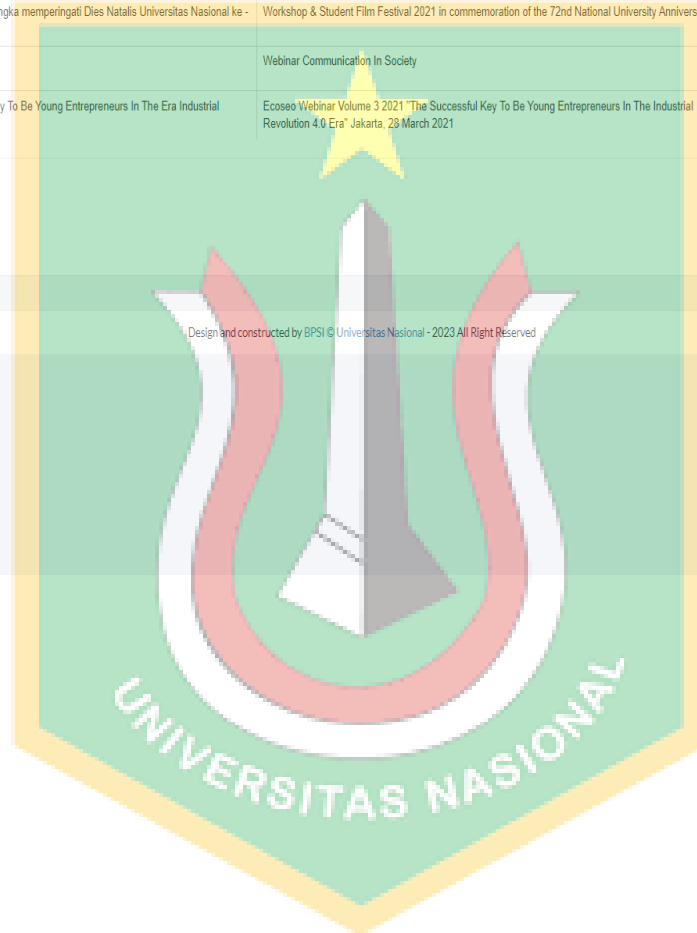 ngka memperingati Dies Natalis Universitas Nasional ke -
Workshop & Student Film Festival 2021 in commemoration of the 72nd National University Annivers
Webinar Communication In Society
y To Be Young Entrepreneurs In The Era Industrial
Ecoseo Webinar Volume 3 2021 "The Successful Key To Be Young Entrepreneurs In The Industrial
Revolution 4.0 Era" Jakarta, 28 March 2021
Design and constructed by BPSI © Universitas Nasional - 2023 All Right Reserved
UNIVERSITAS NASIONAL